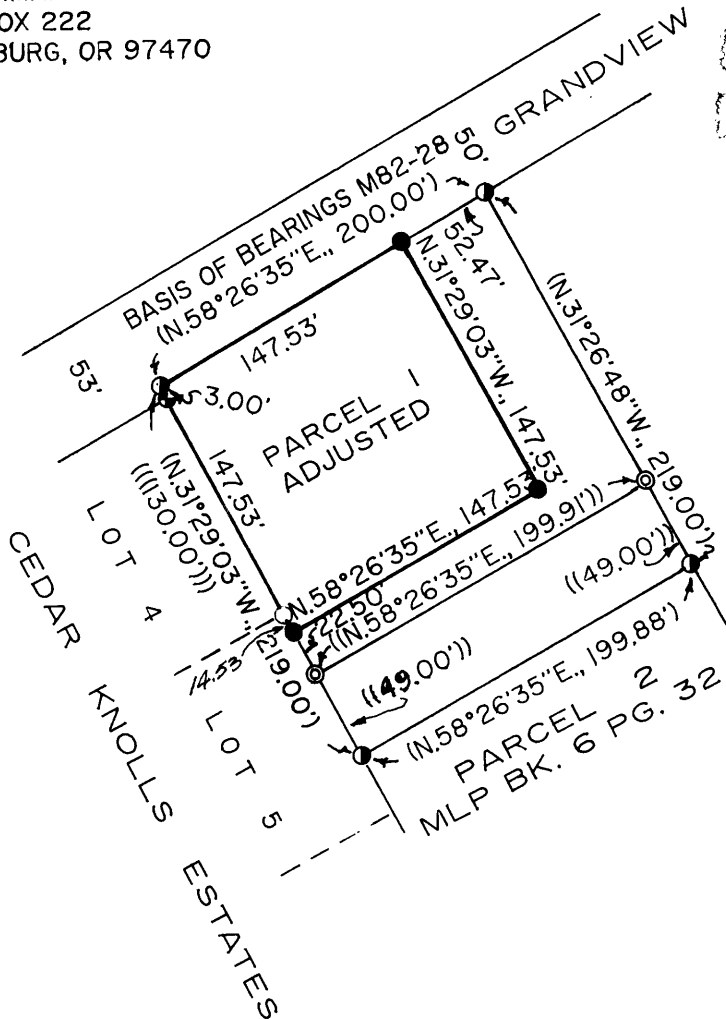 OX 222
BURG, OR 97470
GRANDVIEW
50'
BASIS OF BEARINGS M82-28
(N.58°26'35"E., 200.00')
52.47'
147.53'
53'
3.00'
PARCEL 1
ADJUSTED
N.31°29'03"W., 147.53'
(N.31°26'48"W., 219.00')
147.53'
(N.31°29'03"W., 219.00')
(((130.00')))
N.58°26'35"E., 147.53'
22.50'
((N.58°26'35"E., 199.91'))
((49.00'))
((49.00'))
14.53
(N.58°26'35"E., 199.88')
LOT 4
LOT 5
CEDAR KNOLLS ESTATES
PARCEL 2
MLP BK. 6 PG. 32